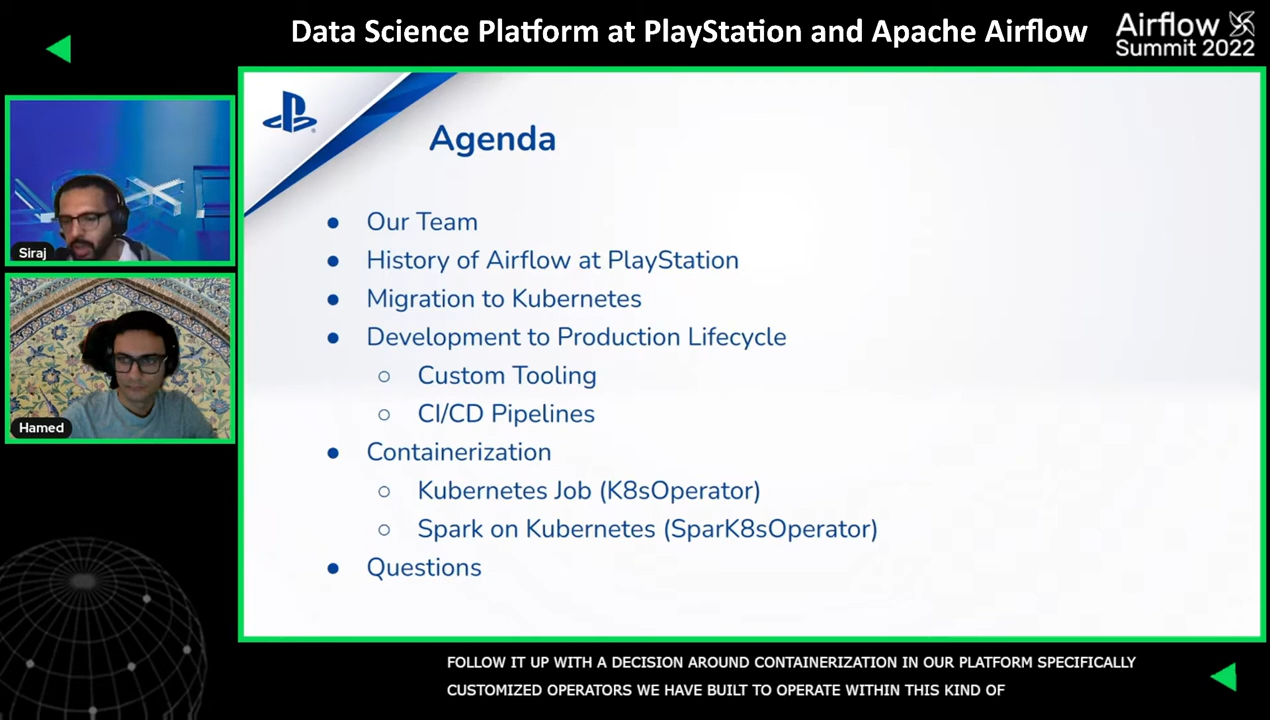 Data Science Platform at PlayStation and Apache Airflow
Airflow
Summit 2022
Agenda
Siraj
Hamed
● Our Team
● History of Airflow at PlayStation
● Migration to Kubernetes
● Development to Production Lifecycle
○ Custom Tooling
○ CI/CD Pipelines
● Containerization
○ Kubernetes Job (K8sOperator)
○ Spark on Kubernetes (SparK8sOperator)
● Questions
FOLLOW IT UP WITH A DECISION AROUND CONTAINERIZATION IN OUR PLATFORM SPECIFICALLY
CUSTOMIZED OPERATORS WE HAVE BUILT TO OPERATE WITHIN THIS KIND OF